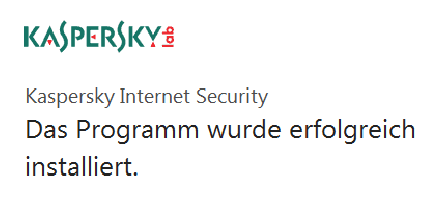 KASPERSKY lab
Kaspersky Internet Security
Das Programm wurde erfolgreich
installiert.